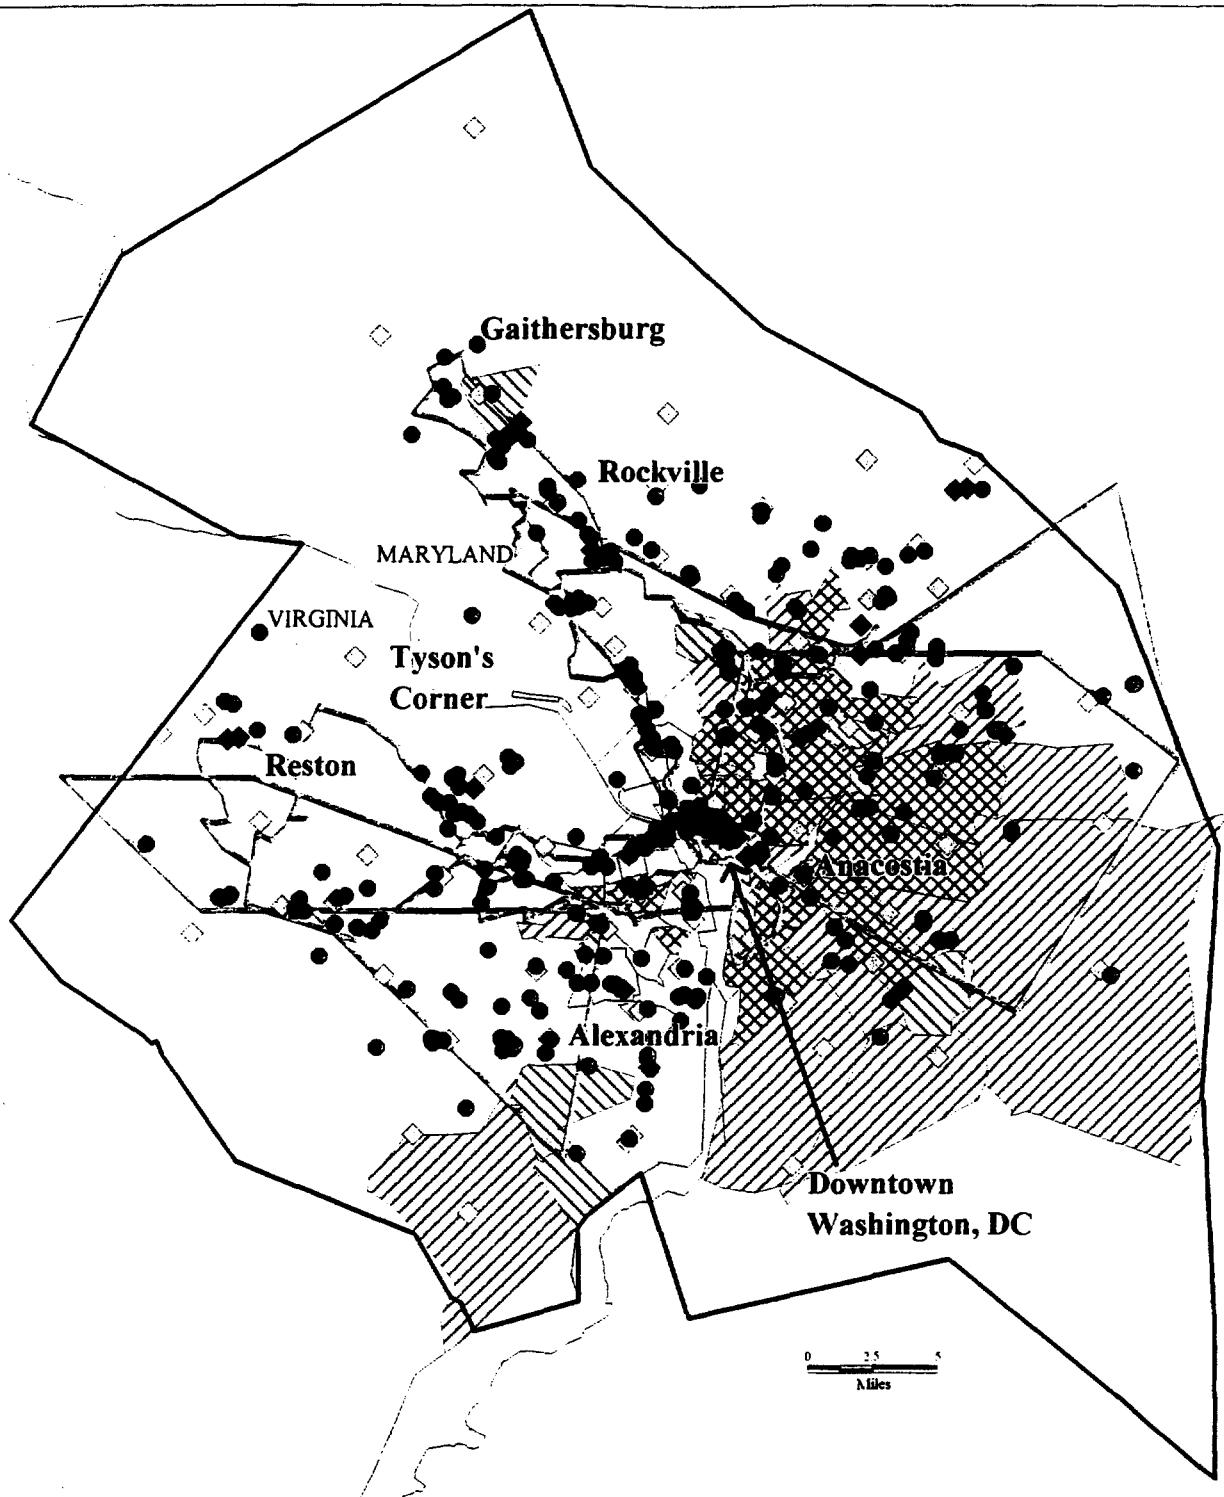 Gaithersburg
Rockville
MARYLAND
VIRGINIA
Tyson's
Corner
Reston
Anacostia
Alexandria
Downtown
Washington, DC
0 2.5 5
Miles